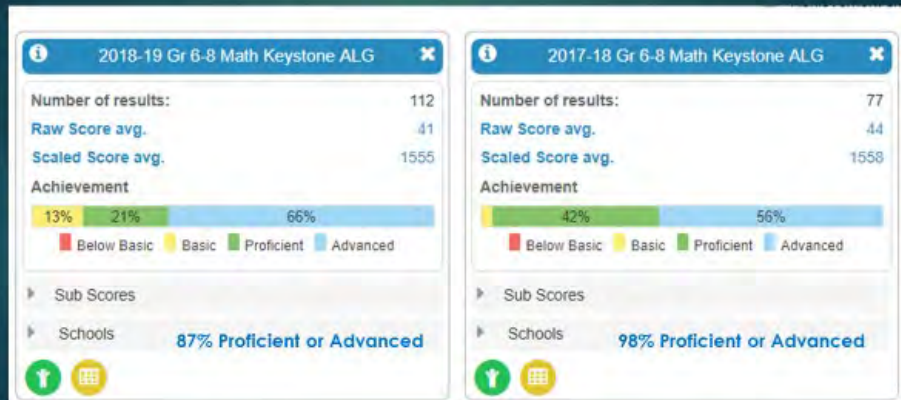 2018-19 Gr 6-8 Math Keystone ALG
Number of results: 112
Raw Score avg. 41
Scaled Score avg. 1555
Achievement
13% 21% 66%
Below Basic Basic Proficient Advanced
Sub Scores
Schools
87% Proficient or Advanced
2017-18 Gr 6-8 Math Keystone ALG
Number of results: 77
Raw Score avg. 44
Scaled Score avg. 1558
Achievement
42% 56%
Below Basic Basic Proficient Advanced
Sub Scores
Schools
98% Proficient or Advanced